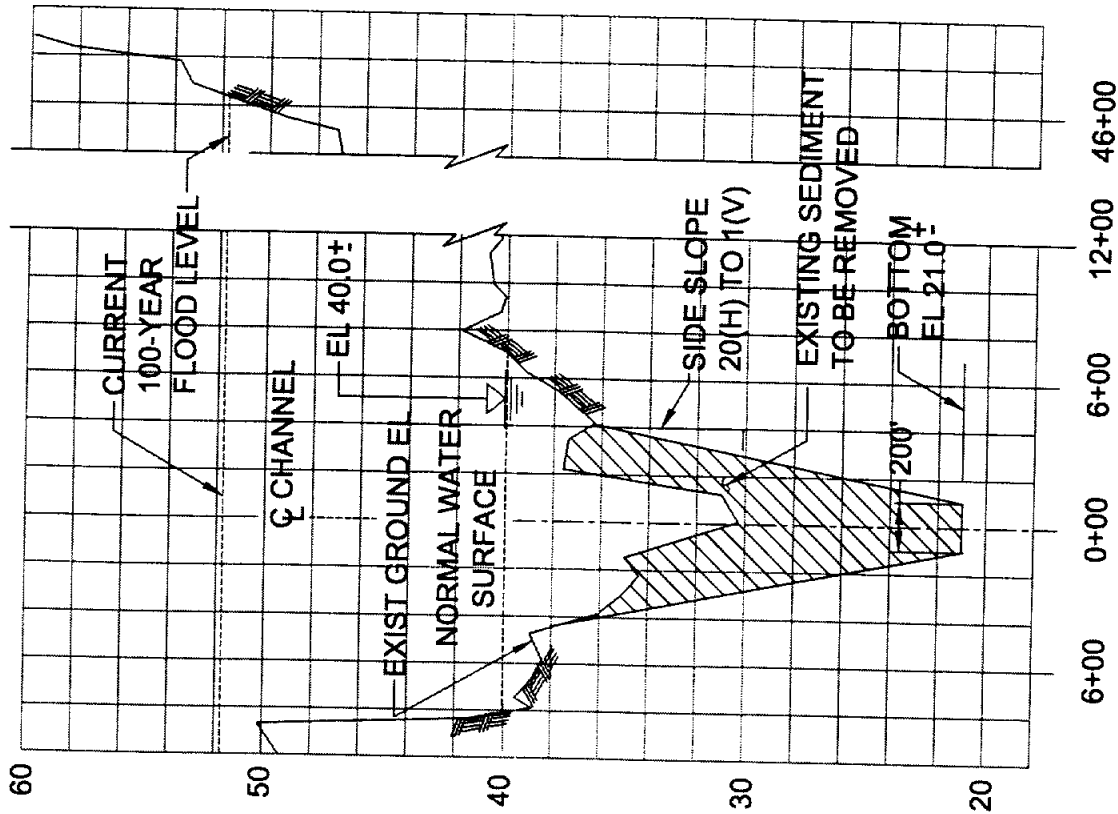 CURRENT
100-YEAR
FLOOD LEVEL
℄ CHANNEL
EL 40.0±
EXIST GROUND EL
NORMAL WATER
SURFACE
SIDE SLOPE
20(H) TO 1(V)
EXISTING SEDIMENT
TO BE REMOVED
BOTTOM
EL 21.0±
200'
60
50
40
30
20
6+00
0+00
6+00
12+00
46+00